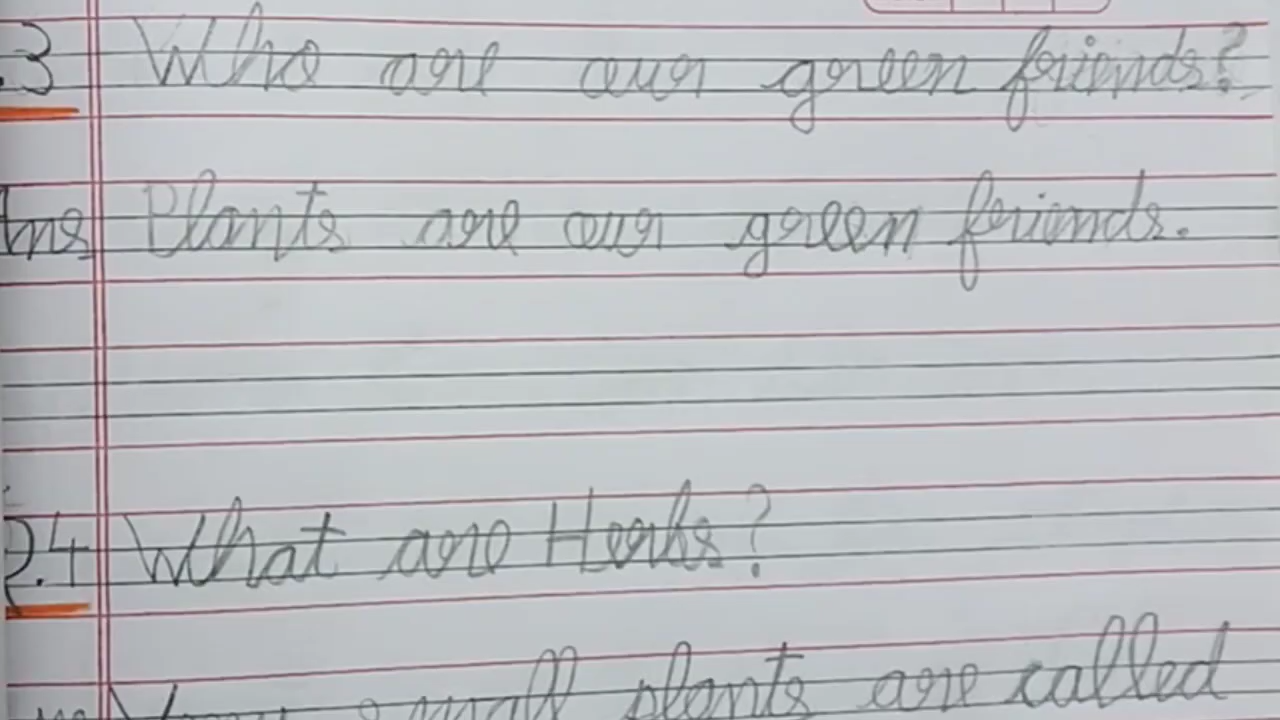 .3 Who are our green friends?
Ans Plants are our green friends.
Q.4 What are Herbs?
Very small plants are called